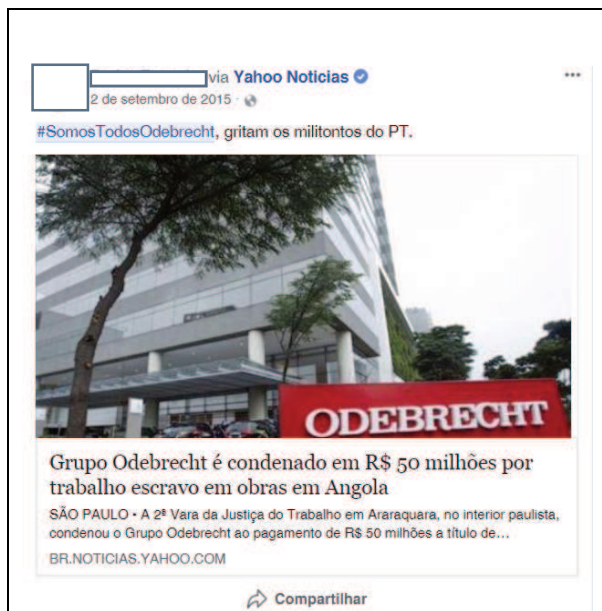 via Yahoo Noticias
2 de setembro de 2015 ·
#SomosTodosOdebrecht, gritam os militontos do PT.
ODEBRECHT
Grupo Odebrecht é condenado em R$ 50 milhões por
trabalho escravo em obras em Angola
SÃO PAULO - A 2ª Vara da Justiça do Trabalho em Araraquara, no interior paulista,
condenou o Grupo Odebrecht ao pagamento de R$ 50 milhões a título de...
BR.NOTICIAS.YAHOO.COM
Compartilhar